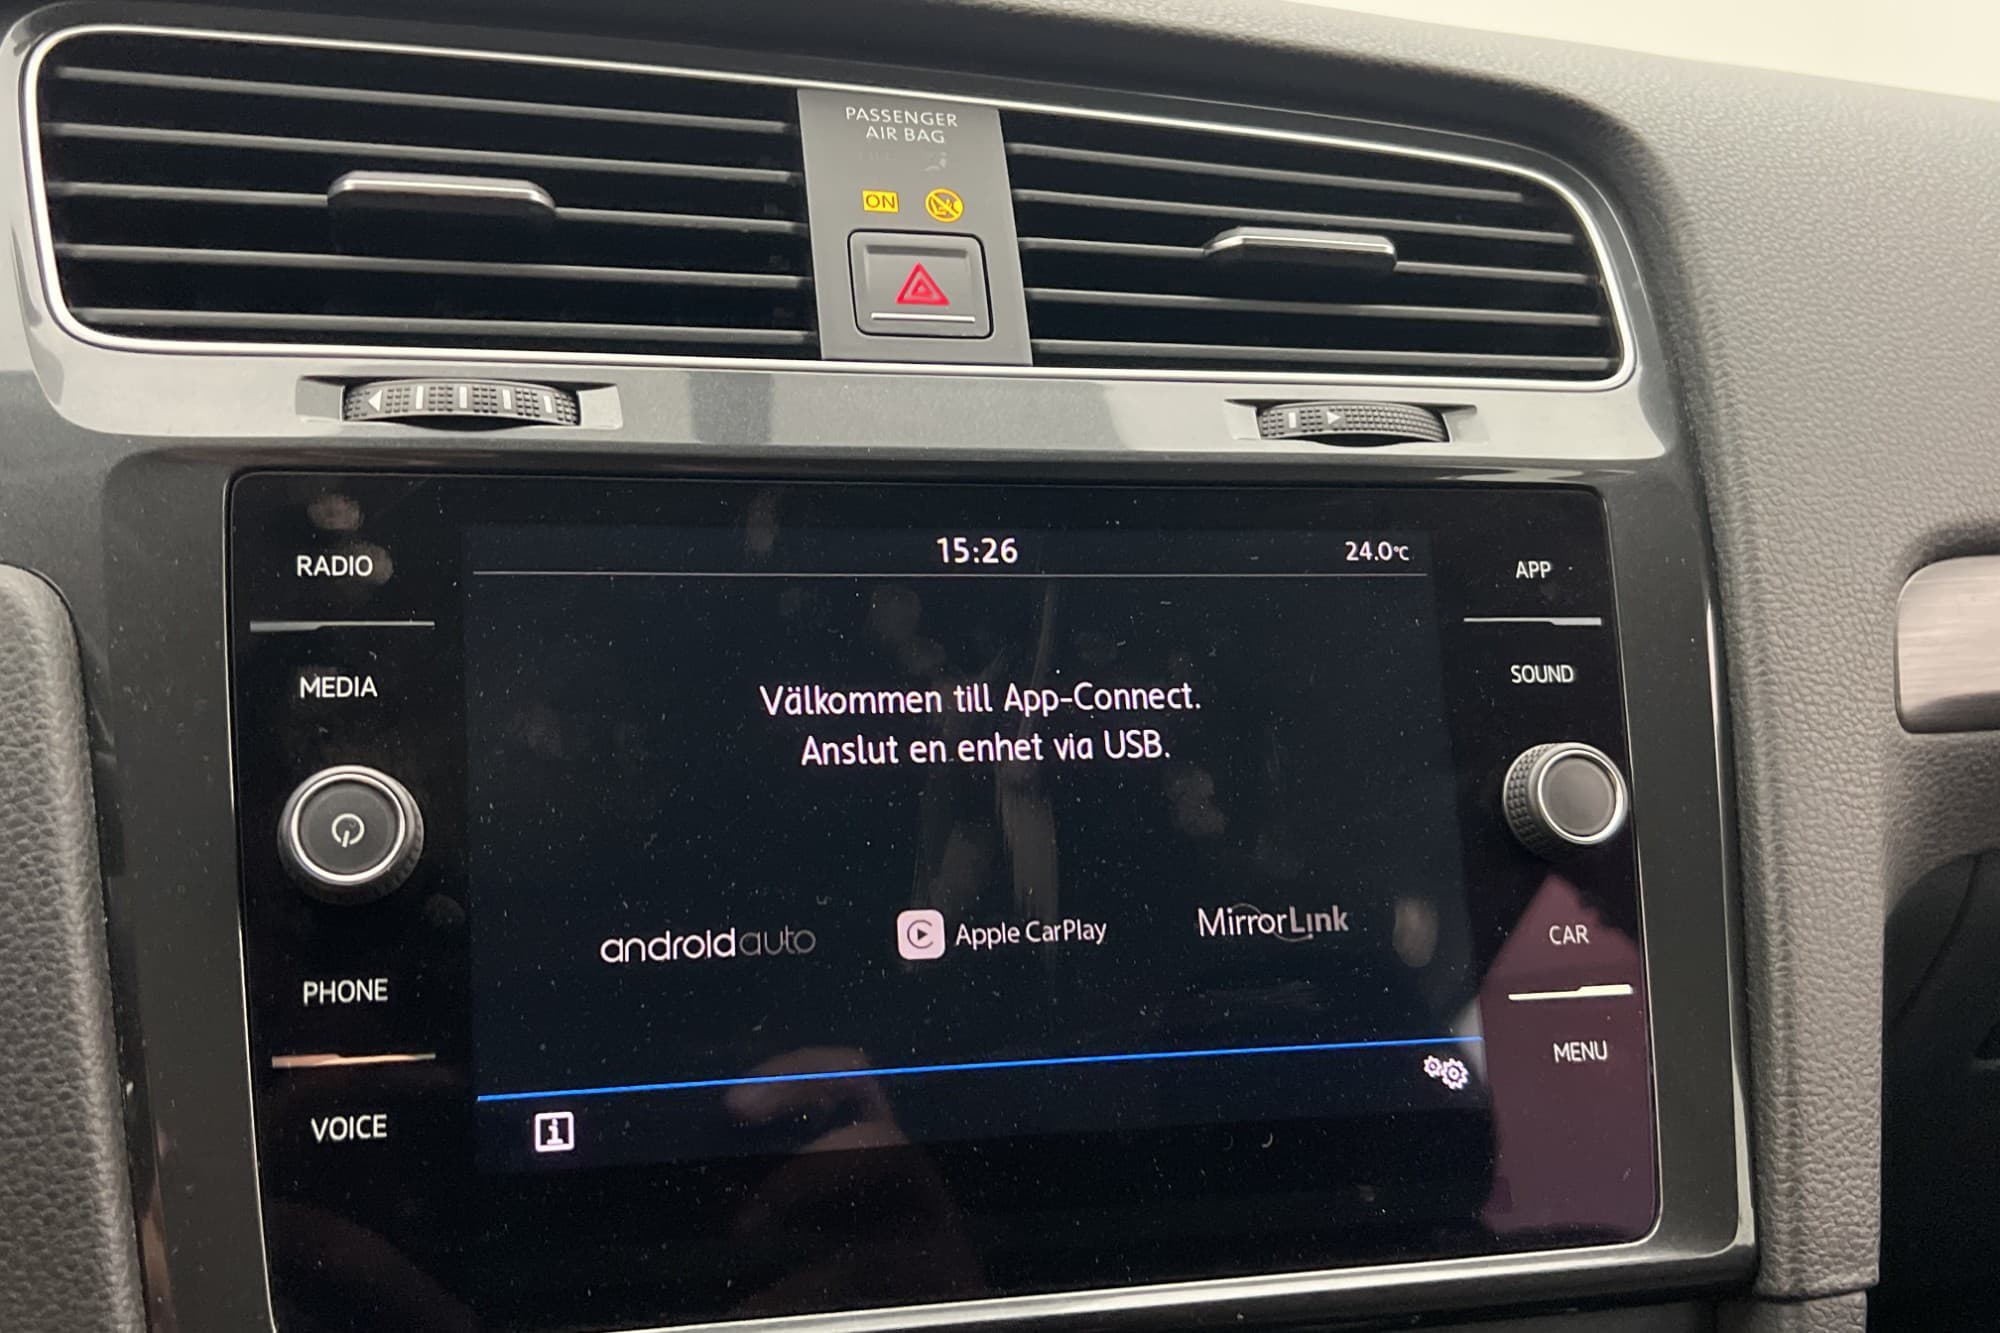 PASSENGER
AIR BAG
ON
RADIO
MEDIA
PHONE
VOICE
15:26
24.0°C
Välkommen till App-Connect.
Anslut en enhet via USB.
androidauto
Apple CarPlay
MirrorLink
i
APP
SOUND
CAR
MENU